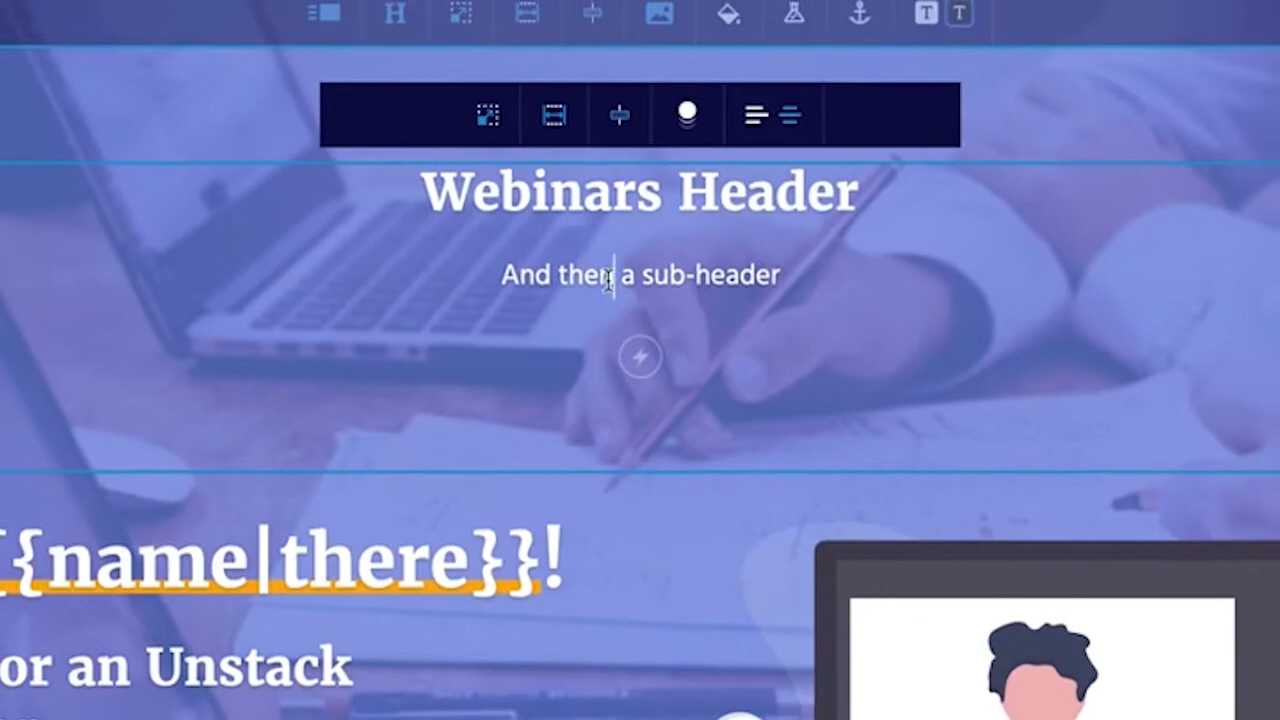 H
T T
Webinars Header
And then a sub-header
{{name|there}}!
or an Unstack